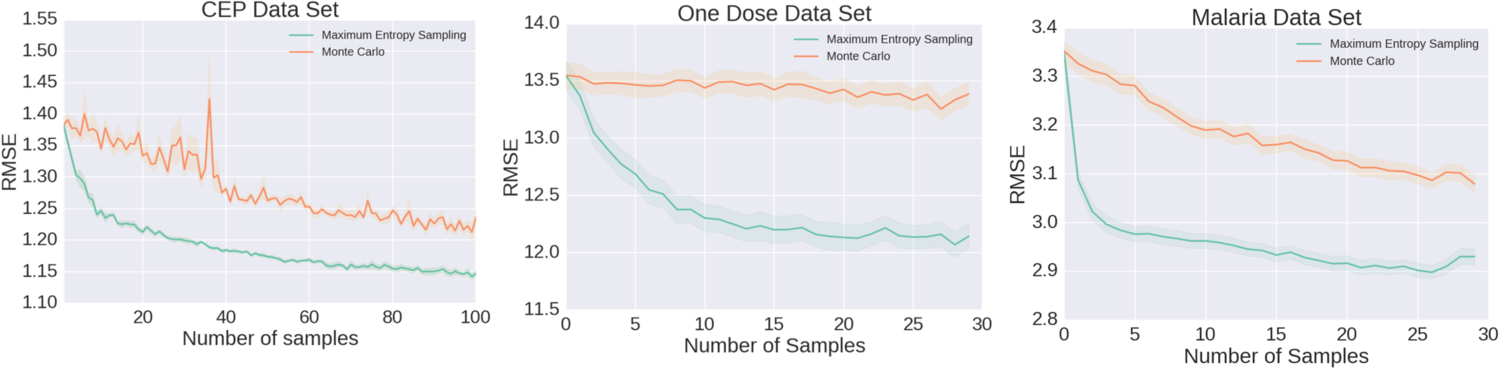 CEP Data Set
1.55
1.50
1.45
1.40
1.35
1.30
1.25
1.20
1.15
1.10
RMSE
Maximum Entropy Sampling
Monte Carlo
20 40 60 80 100
Number of samples
One Dose Data Set
14.0
13.5
13.0
12.5
12.0
11.5
RMSE
Maximum Entropy Sampling
Monte Carlo
0 5 10 15 20 25 30
Number of Samples
Malaria Data Set
3.4
3.3
3.2
3.1
3.0
2.9
2.8
RMSE
Maximum Entropy Sampling
Monte Carlo
0 5 10 15 20 25 30
Number of Samples